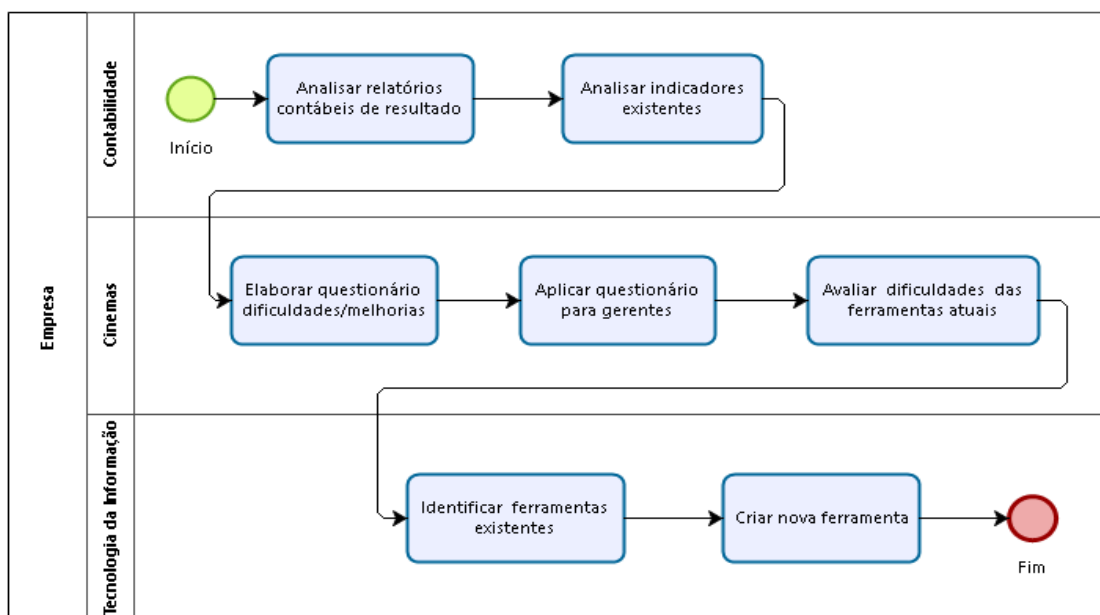 Empresa
Contabilidade
Início
Analisar relatórios
contábeis de resultado
Analisar indicadores
existentes
Cinemas
Elaborar questionário
dificuldades/melhorias
Aplicar questionário
para gerentes
Avaliar dificuldades das
ferramentas atuais
Tecnologia da Informação
Identificar ferramentas
existentes
Criar nova ferramenta
Fim